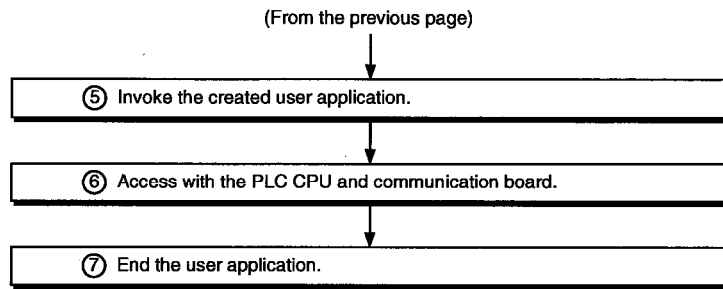 (From the previous page)
⑤ Invoke the created user application.
⑥ Access with the PLC CPU and communication board.
⑦ End the user application.